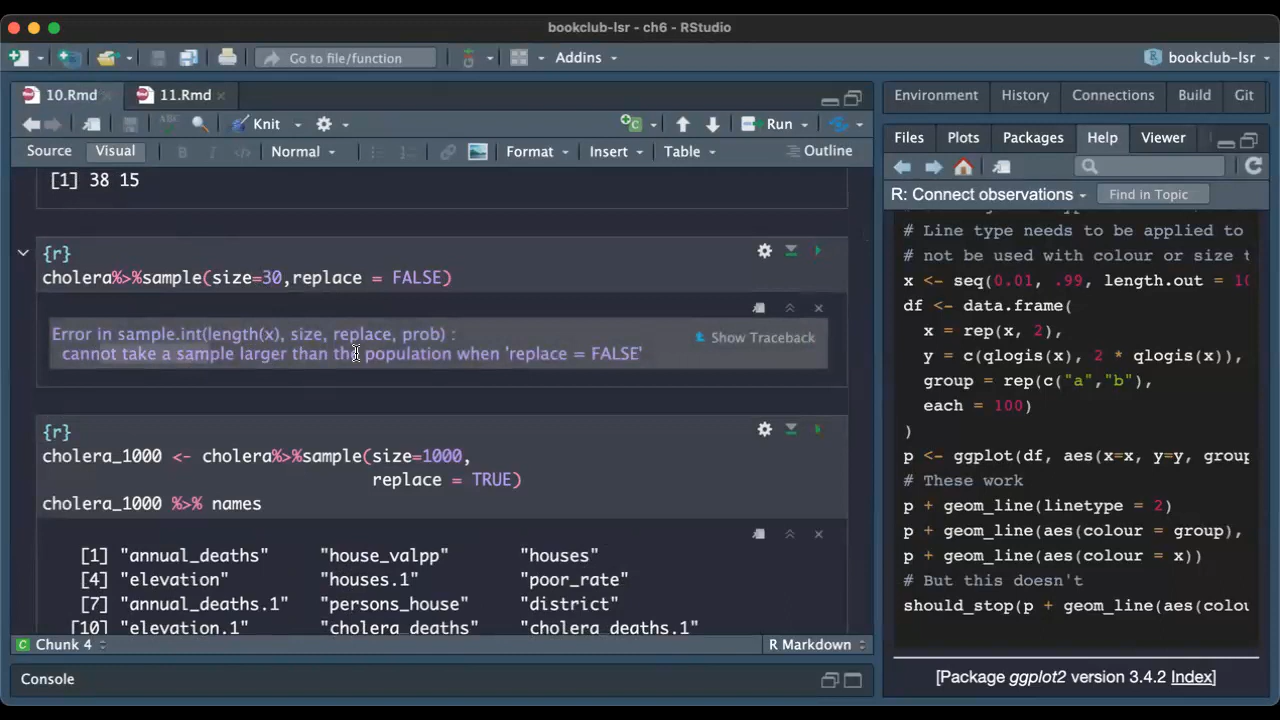 bookclub-lsr - ch6 - RStudio
Go to file/function
Addins
bookclub-lsr
10.Rmd
11.Rmd
Knit
Run
Source
Visual
B
I
Normal
Format
Insert
Table
Outline
[1] 38 15
{r}
cholera%>%sample(size=30,replace = FALSE)
Error in sample.int(length(x), size, replace, prob) :
cannot take a sample larger than the population when 'replace = FALSE'
Show Traceback
{r}
cholera_1000 <- cholera%>%sample(size=1000,
replace = TRUE)
cholera_1000 %>% names
[1] "annual_deaths" "house_valpp" "houses"
[4] "elevation" "houses.1" "poor_rate"
[7] "annual_deaths.1" "persons_house" "district"
[10] "elevation.1" "cholera_deaths" "cholera_deaths.1"
Chunk 4
R Markdown
Console
Environment
History
Connections
Build
Git
Files
Plots
Packages
Help
Viewer
R: Connect observations
Find in Topic
# Line type needs to be applied to
# not be used with colour or size t
x <- seq(0.01, .99, length.out = 10
df <- data.frame(
x = rep(x, 2),
y = c(qlogis(x), 2 * qlogis(x)),
group = rep(c("a","b"),
each = 100)
)
p <- ggplot(df, aes(x=x, y=y, group
# These work
p + geom_line(linetype = 2)
p + geom_line(aes(colour = group),
p + geom_line(aes(colour = x))
# But this doesn't
should_stop(p + geom_line(aes(colou
[Package ggplot2 version 3.4.2 Index]